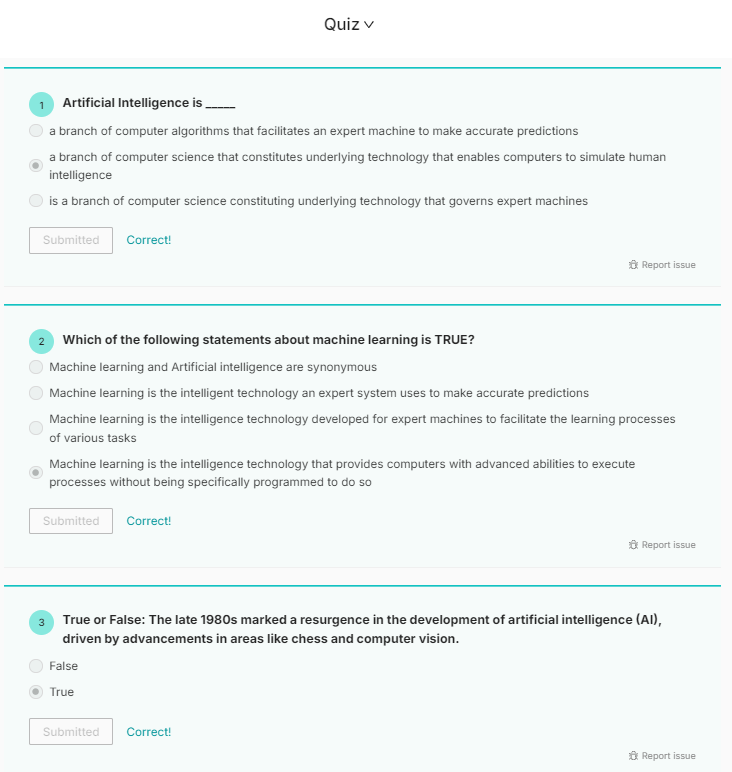 Quiz
1 Artificial Intelligence is _____
a branch of computer algorithms that facilitates an expert machine to make accurate predictions
a branch of computer science that constitutes underlying technology that enables computers to simulate human
intelligence
is a branch of computer science constituting underlying technology that governs expert machines
Submitted Correct!
Report issue
2 Which of the following statements about machine learning is TRUE?
Machine learning and Artificial intelligence are synonymous
Machine learning is the intelligent technology an expert system uses to make accurate predictions
Machine learning is the intelligence technology developed for expert machines to facilitate the learning processes
of various tasks
Machine learning is the intelligence technology that provides computers with advanced abilities to execute
processes without being specifically programmed to do so
Submitted Correct!
Report issue
3 True or False: The late 1980s marked a resurgence in the development of artificial intelligence (AI),
driven by advancements in areas like chess and computer vision.
False
True
Submitted Correct!
Report issue